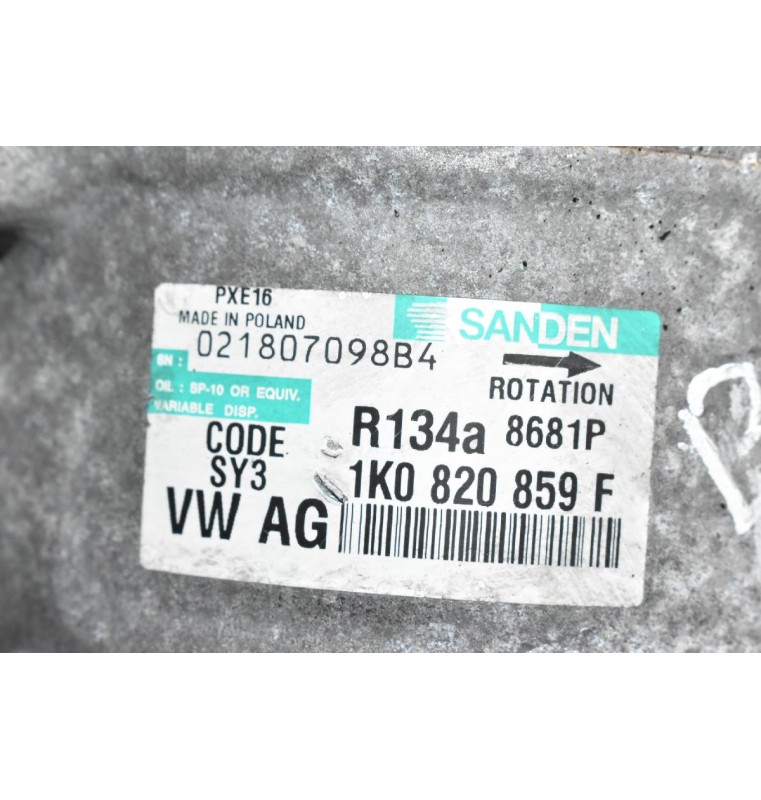 PXE16
MADE IN POLAND
SANDEN
SN : 021807098B4
OIL : SP-10 OR EQUIV.
VARIABLE DISP.
ROTATION
CODE
SY3
R134a 8681P
1K0 820 859 F
VW AG